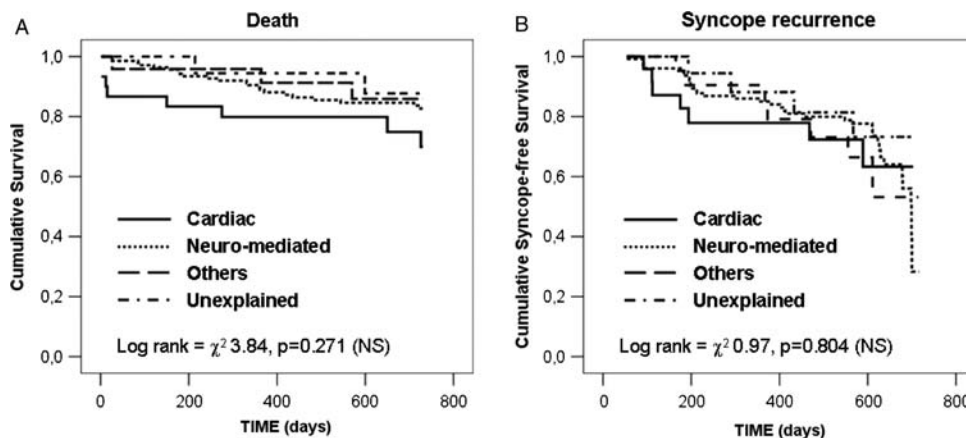 A
Death
Cumulative Survival
1,0
0,8
0,6
0,4
0,2
0,0
Cardiac
Neuro-mediated
Others
Unexplained
Log rank = χ² 3.84, p=0.271 (NS)
0 200 400 600 800
TIME (days)
B
Syncope recurrence
Cumulative Syncope-free Survival
1,0
0,8
0,6
0,4
0,2
0,0
Cardiac
Neuro-mediated
Others
Unexplained
Log rank = χ² 0.97, p=0.804 (NS)
0 200 400 600 800
TIME (days)